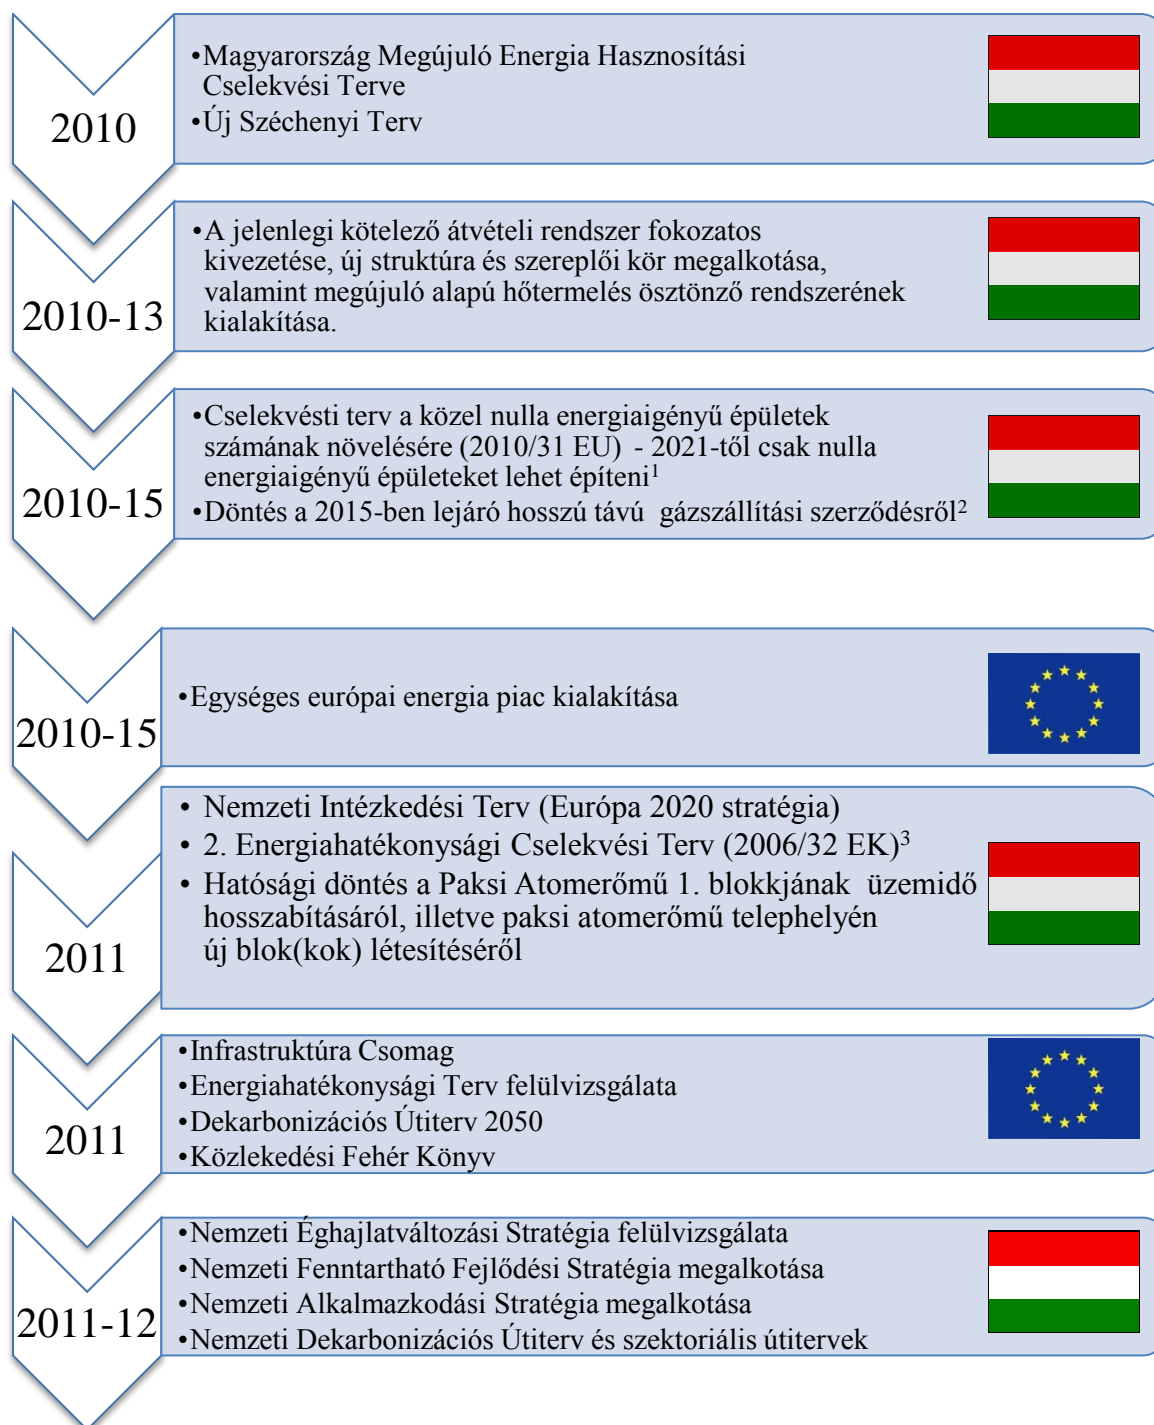 2010
•Magyarország Megújuló Energia Hasznosítási
Cselekvési Terve
•Új Széchenyi Terv
2010-13
•A jelenlegi kötelező átvételi rendszer fokozatos
kivezetése, új struktúra és szereplői kör megalkotása,
valamint megújuló alapú hőtermelés ösztönző rendszerének
kialakítása.
2010-15
•Cselekvésti terv a közel nulla energiaigényű épületek
számának növelésére (2010/31 EU) - 2021-től csak nulla
energiaigényű épületeket lehet építeni¹
•Döntés a 2015-ben lejáró hosszú távú gázszállítási szerződésről²
2010-15
•Egységes európai energia piac kialakítása
2011
• Nemzeti Intézkedési Terv (Európa 2020 stratégia)
• 2. Energiahatékonysági Cselekvési Terv (2006/32 EK)³
• Hatósági döntés a Paksi Atomerőmű 1. blokkjának üzemidő
hosszabításáról, illetve paksi atomerőmű telephelyén
új blok(kok) létesítéséről
2011
•Infrastruktúra Csomag
•Energiahatékonysági Terv felülvizsgálata
•Dekarbonizációs Útiterv 2050
•Közlekedési Fehér Könyv
2011-12
•Nemzeti Éghajlatváltozási Stratégia felülvizsgálata
•Nemzeti Fenntartható Fejlődési Stratégia megalkotása
•Nemzeti Alkalmazkodási Stratégia megalkotása
•Nemzeti Dekarbonizációs Útiterv és szektoriális útitervek